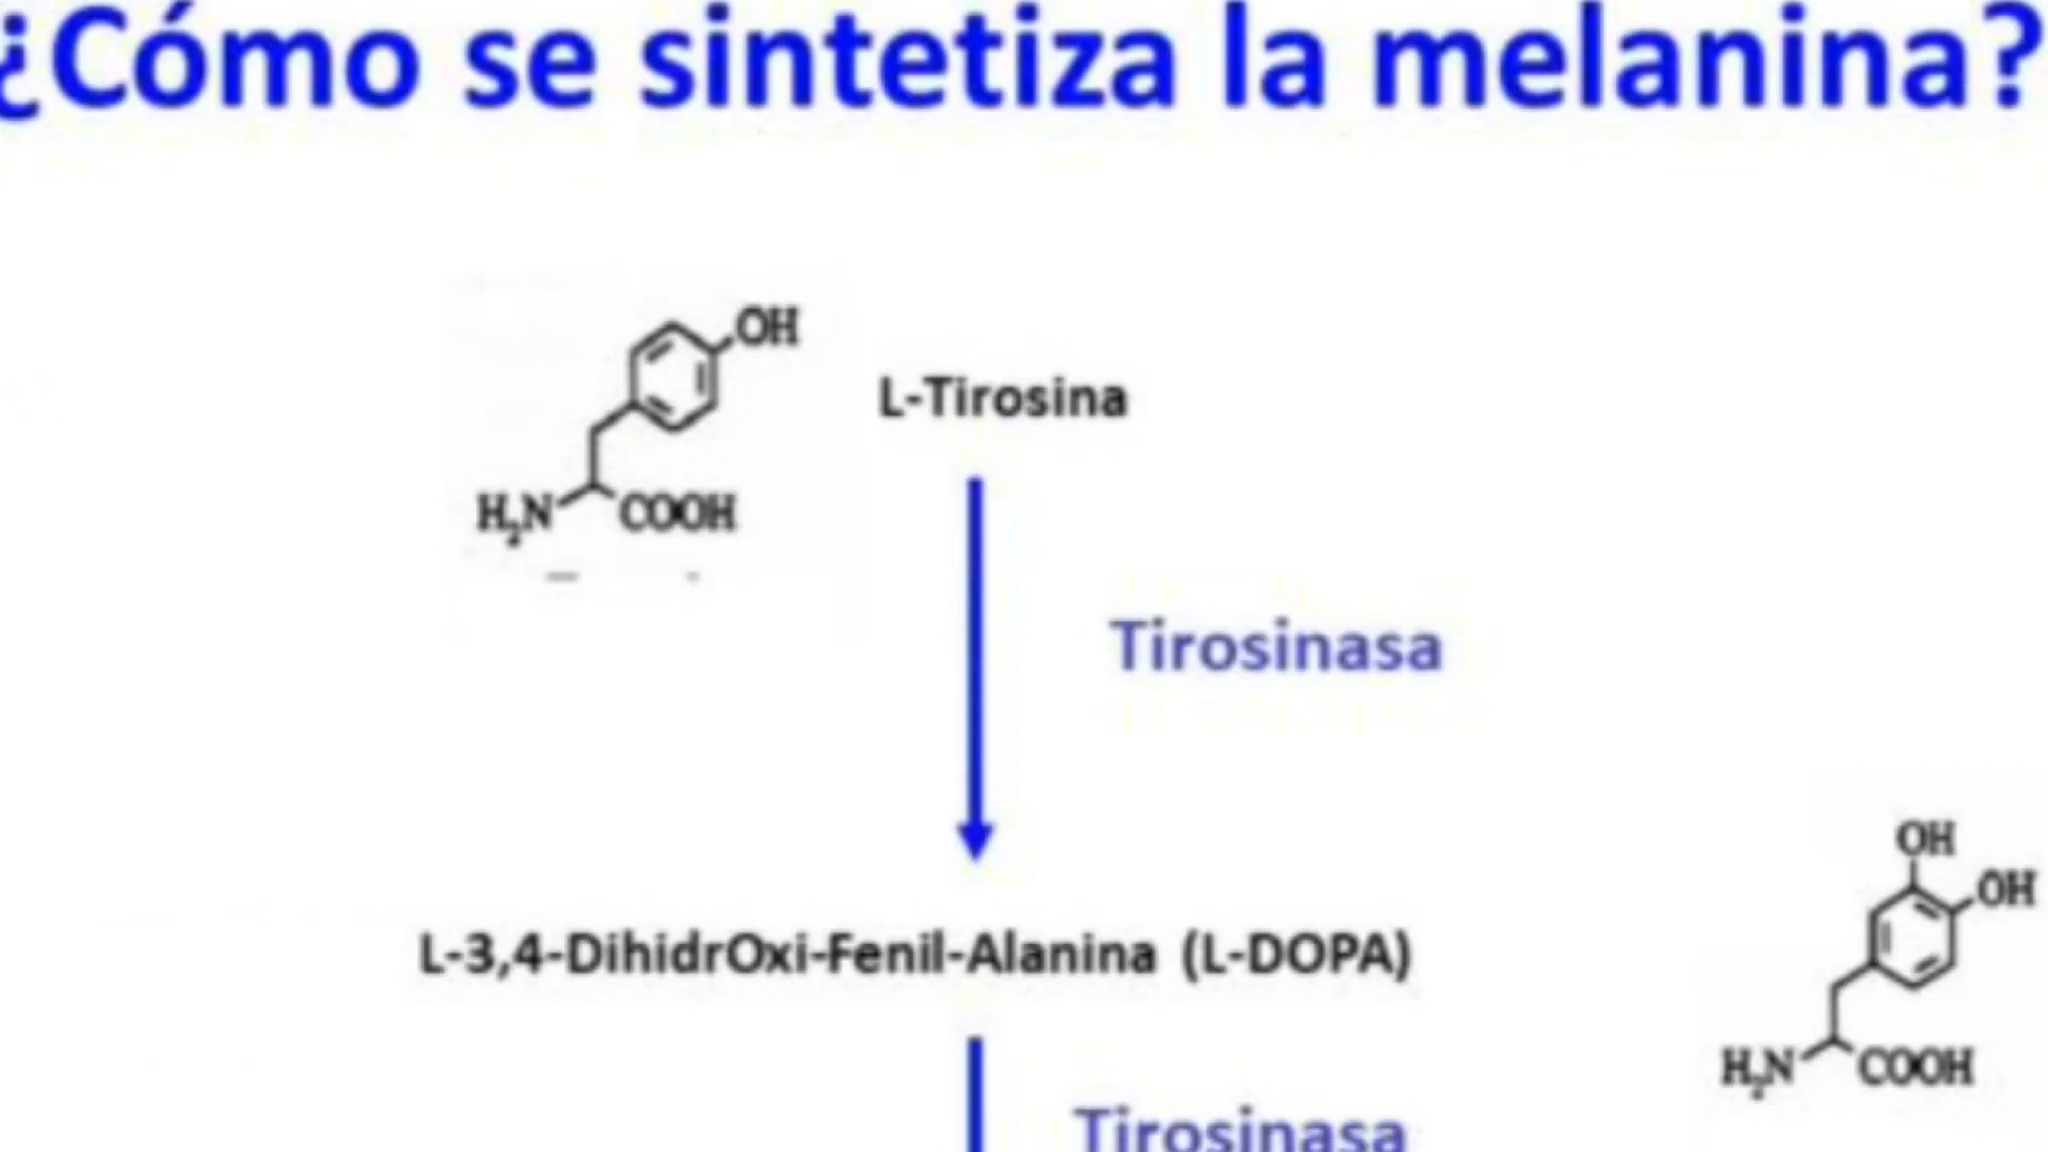 ¿Cómo se sintetiza la melanina?
OH
L-Tirosina
H₂N COOH
Tirosinasa
OH
OH
L-3,4-DihidrOxi-Fenil-Alanina (L-DOPA)
H₂N COOH
Tirosinasa